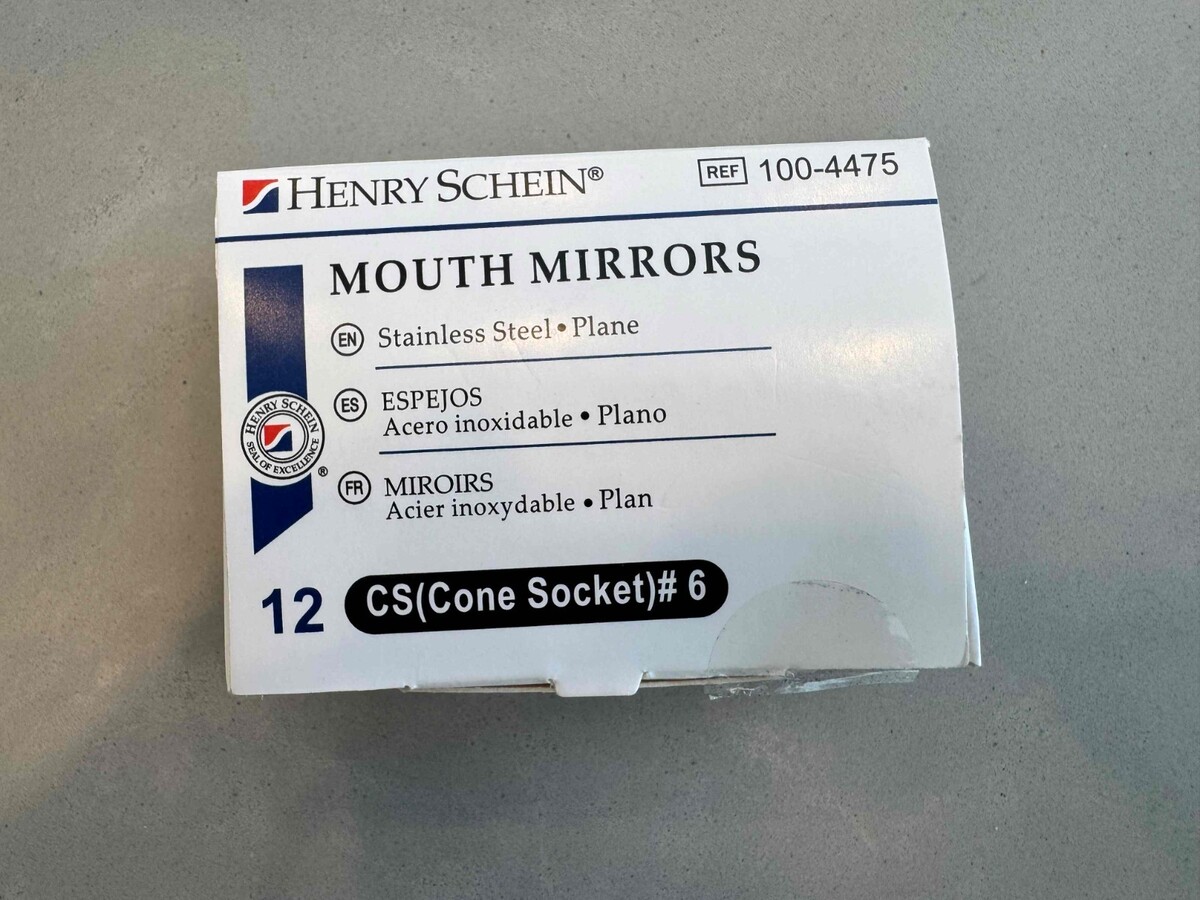 HENRY SCHEIN®
REF 100-4475
MOUTH MIRRORS
EN Stainless Steel • Plane
ES ESPEJOS
Acero inoxidable • Plano
HENRY SCHEIN
SEAL OF EXCELLENCE
®
FR MIROIRS
Acier inoxydable • Plan
12 CS(Cone Socket)# 6